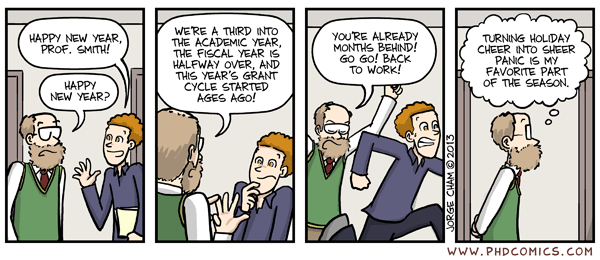 HAPPY NEW YEAR,
PROF. SMITH!
HAPPY
NEW YEAR?
WE'RE A THIRD INTO
THE ACADEMIC YEAR,
THE FISCAL YEAR IS
HALFWAY OVER, AND
THIS YEAR'S GRANT
CYCLE STARTED
AGES AGO!
YOU'RE ALREADY
MONTHS BEHIND!
GO! GO! BACK
TO WORK!
TURNING HOLIDAY
CHEER INTO SHEER
PANIC IS MY
FAVORITE PART
OF THE SEASON.
JORGE CHAM © 2013
WWW.PHDCOMICS.COM